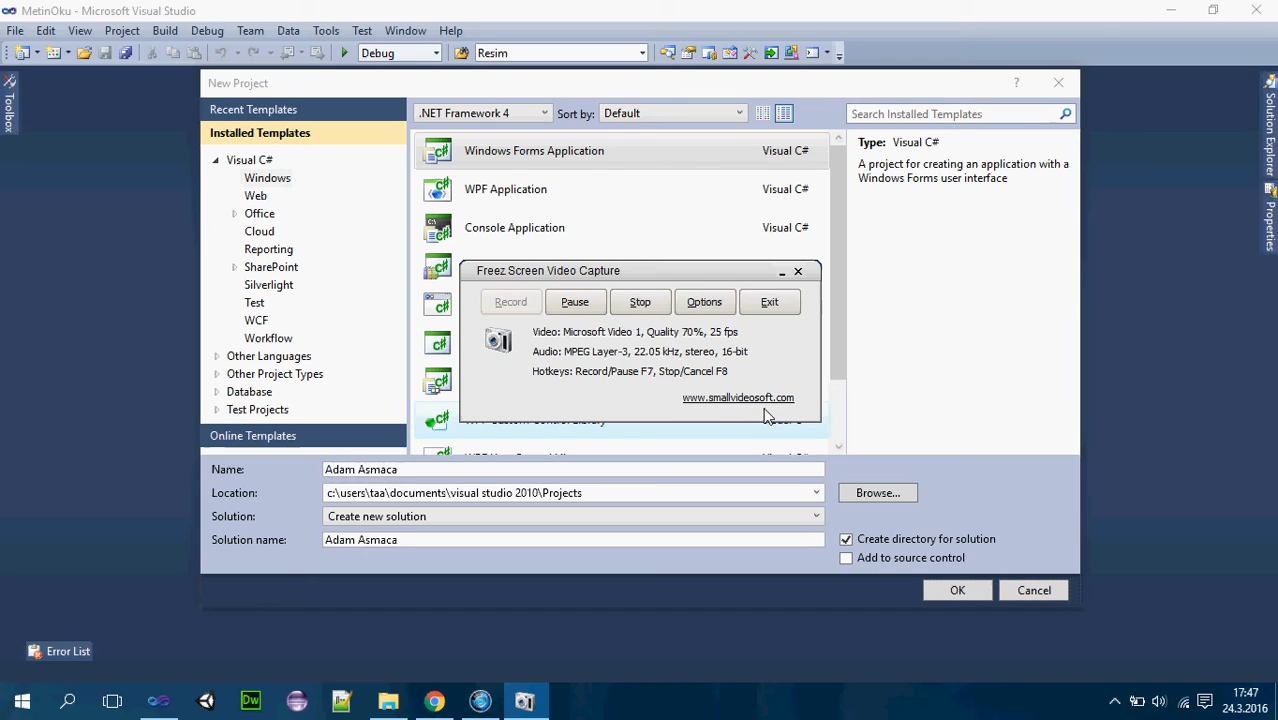 MetinOku - Microsoft Visual Studio
File Edit View Project Build Debug Team Data Tools Test Window Help
Debug Resim
Toolbox
New Project
Recent Templates
Installed Templates
Visual C#
Windows
Web
Office
Cloud
Reporting
SharePoint
Silverlight
Test
WCF
Workflow
Other Languages
Other Project Types
Database
Test Projects
Online Templates
.NET Framework 4 Sort by: Default
Windows Forms Application Visual C#
WPF Application Visual C#
Console Application Visual C#
Search Installed Templates
Type: Visual C#
A project for creating an application with a
Windows Forms user interface
Freez Screen Video Capture
Record Pause Stop Options Exit
Video: Microsoft Video 1, Quality 70%, 25 fps
Audio: MPEG Layer-3, 22.05 kHz, stereo, 16-bit
Hotkeys: Record/Pause F7, Stop/Cancel F8
www.smallvideosoft.com
Name: Adam Asmaca
Location: c:\users\taa\documents\visual studio 2010\Projects
Browse...
Solution: Create new solution
Solution name: Adam Asmaca
Create directory for solution
Add to source control
OK Cancel
Solution Explorer
Properties
Error List
Dw
17:47
24.3.2016